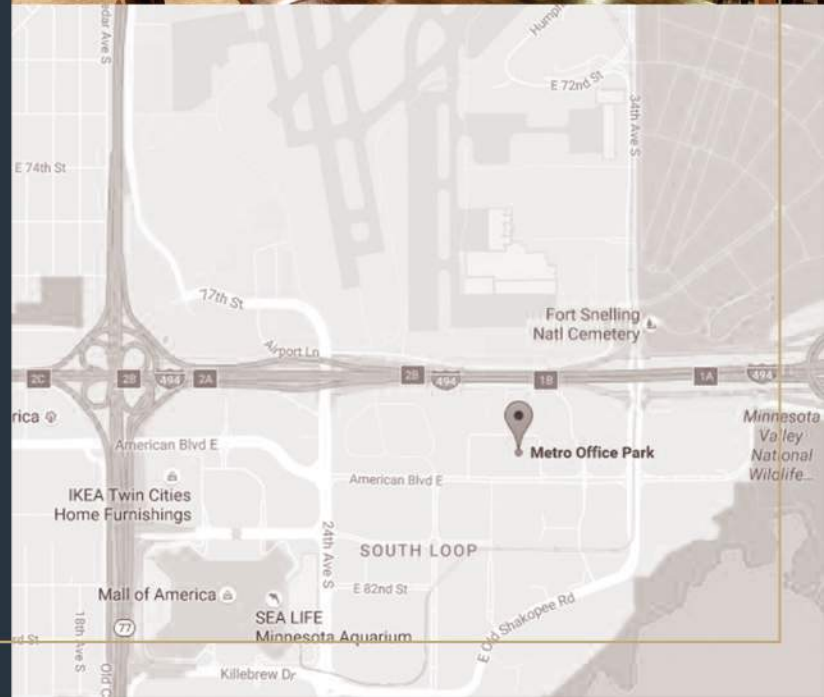 Cedar Ave S
E 72nd St
34th Ave S
E 74th St
77th St
Fort Snelling
Natl Cemetery
Airport Ln
2C
2B
494
2A
2B
494
1B
1A
494
Metro Office Park
Minnesota
Valley
National
Wildlife...
American Blvd E
American Blvd E
IKEA Twin Cities
Home Furnishings
24th Ave S
SOUTH LOOP
Mall of America
E 82nd St
SEA LIFE
Minnesota Aquarium
E Old Shakopee Rd
18th Ave S
77
Killebrew Dr